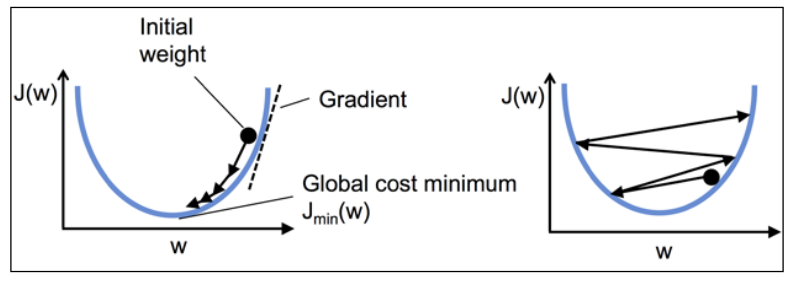 Initial
weight
J(w)
Gradient
Global cost minimum
Jmin(w)
w
J(w)
w